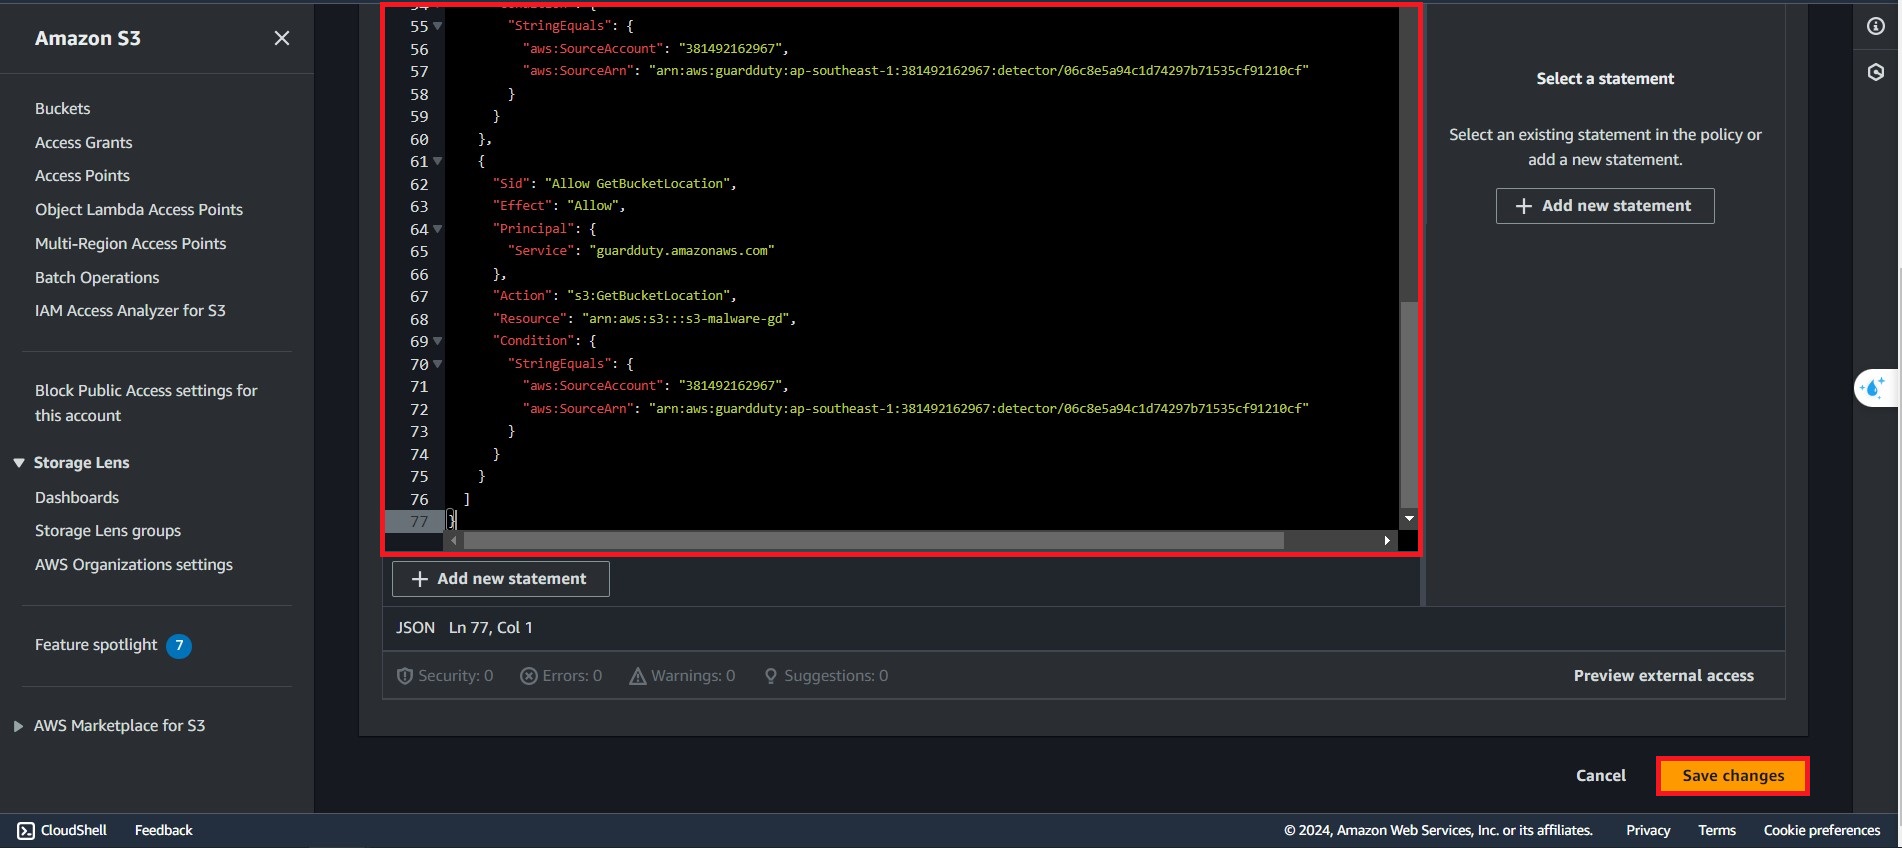 Amazon S3
Buckets
Access Grants
Access Points
Object Lambda Access Points
Multi-Region Access Points
Batch Operations
IAM Access Analyzer for S3
Block Public Access settings for
this account
Storage Lens
Dashboards
Storage Lens groups
AWS Organizations settings
Feature spotlight 7
AWS Marketplace for S3
55 "StringEquals": {
56 "aws:SourceAccount": "381492162967",
57 "aws:SourceArn": "arn:aws:guardduty:ap-southeast-1:381492162967:detector/06c8e5a94c1d74297b71535cf91210cf"
58 }
59 }
60 },
61 {
62 "Sid": "Allow GetBucketLocation",
63 "Effect": "Allow",
64 "Principal": {
65 "Service": "guardduty.amazonaws.com"
66 },
67 "Action": "s3:GetBucketLocation",
68 "Resource": "arn:aws:s3:::s3-malware-gd",
69 "Condition": {
70 "StringEquals": {
71 "aws:SourceAccount": "381492162967",
72 "aws:SourceArn": "arn:aws:guardduty:ap-southeast-1:381492162967:detector/06c8e5a94c1d74297b71535cf91210cf"
73 }
74 }
75 }
76 ]
77 }
+ Add new statement
JSON Ln 77, Col 1
Security: 0 Errors: 0 Warnings: 0 Suggestions: 0
Preview external access
Select a statement
Select an existing statement in the policy or
add a new statement.
+ Add new statement
Cancel
Save changes
CloudShell Feedback
© 2024, Amazon Web Services, Inc. or its affiliates. Privacy Terms Cookie preferences